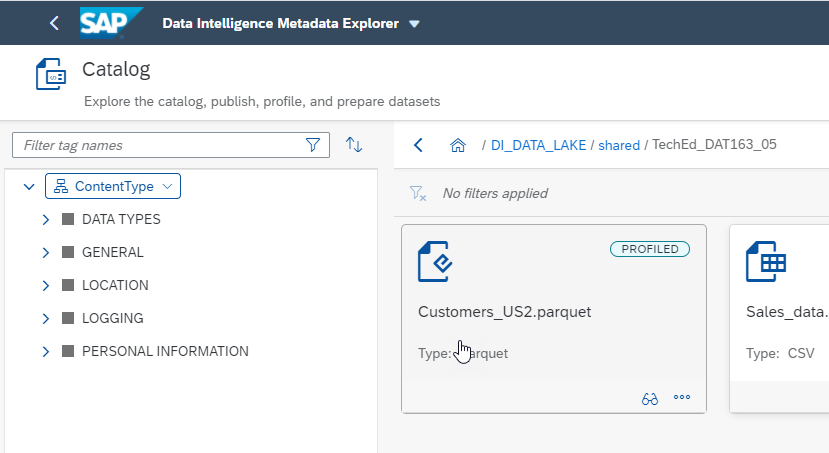 SAP Data Intelligence Metadata Explorer
Catalog
Explore the catalog, publish, profile, and prepare datasets
Filter tag names
/ DI_DATA_LAKE / shared / TechEd_DAT163_05
ContentType
No filters applied
DATA TYPES
GENERAL
LOCATION
LOGGING
PERSONAL INFORMATION
PROFILED
Customers_US2.parquet
Type: arquet
Sales_data.
Type: CSV